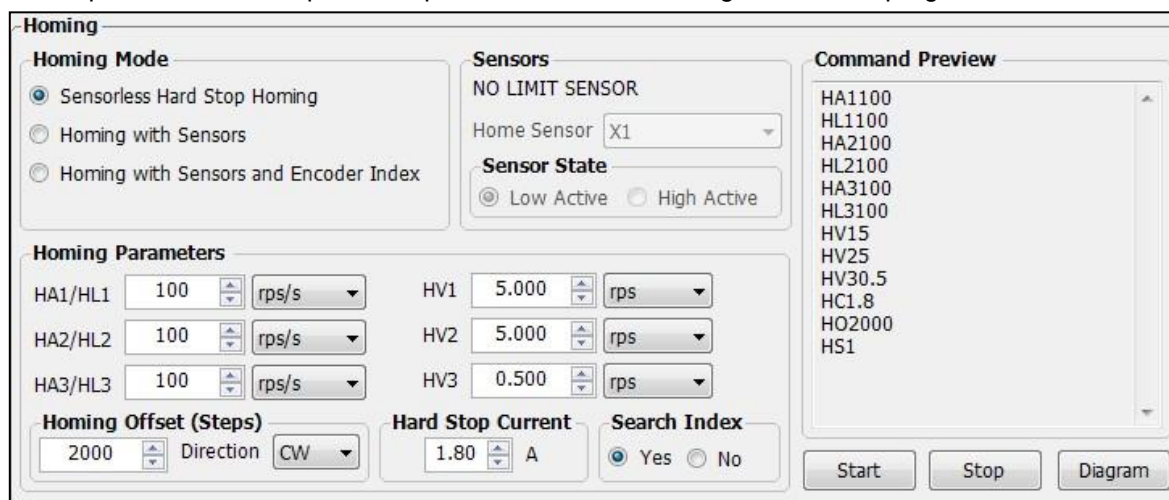 Homing
Homing Mode
Sensorless Hard Stop Homing
Homing with Sensors
Homing with Sensors and Encoder Index
Sensors
NO LIMIT SENSOR
Home Sensor X1
Sensor State
Low Active High Active
Command Preview
HA1100
HL1100
HA2100
HL2100
HA3100
HL3100
HV15
HV25
HV30.5
HC1.8
HO2000
HS1
Homing Parameters
HA1/HL1 100 rps/s HV1 5.000 rps
HA2/HL2 100 rps/s HV2 5.000 rps
HA3/HL3 100 rps/s HV3 0.500 rps
Homing Offset (Steps)
2000 Direction CW
Hard Stop Current
1.80 A
Search Index
Yes No
Start Stop Diagram